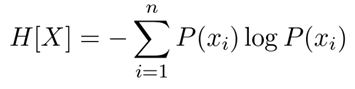 H[X] = − ∑_{i=1}^{n} P(x_i) log P(x_i)